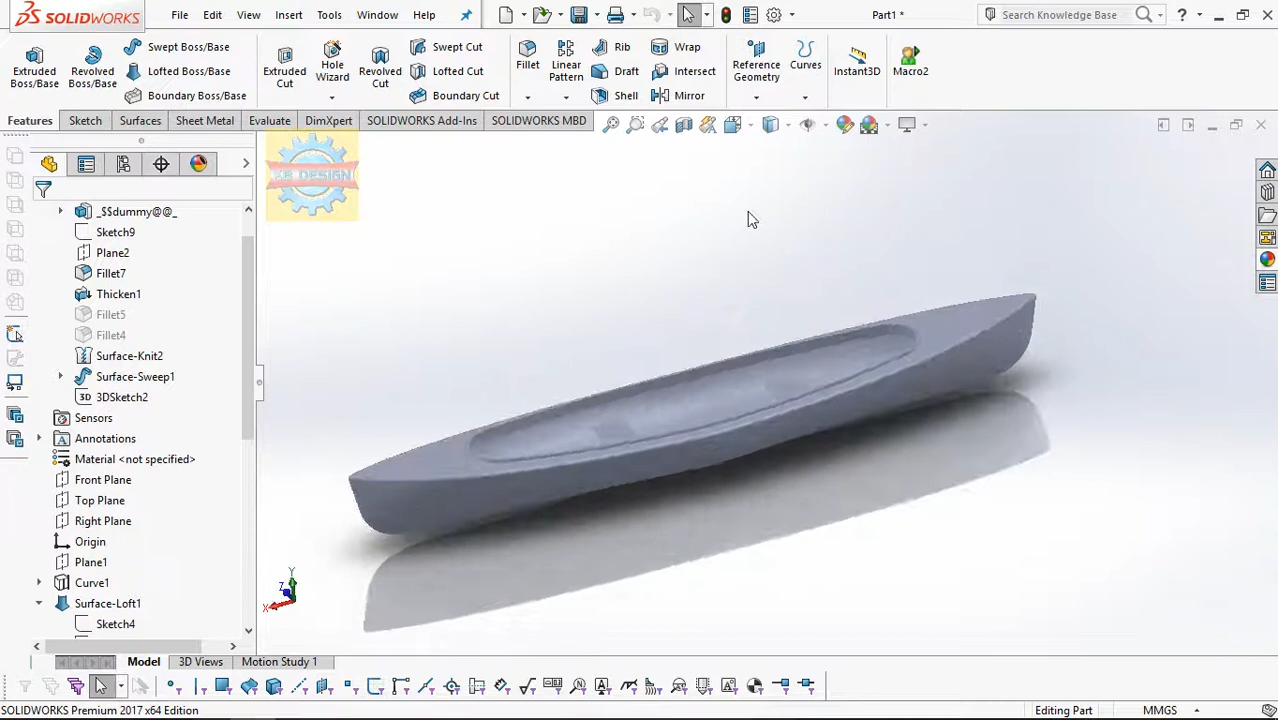 SOLIDWORKS File Edit View Insert Tools Window Help Part1 * Search Knowledge Base ?
Extruded Boss/Base Revolved Boss/Base Swept Boss/Base Lofted Boss/Base Boundary Boss/Base Extruded Cut Hole Wizard Revolved Cut Swept Cut Lofted Cut Boundary Cut Fillet Linear Pattern Rib Draft Shell Wrap Intersect Mirror Reference Geometry Curves Instant3D Macro2
Features Sketch Surfaces Sheet Metal Evaluate DimXpert SOLIDWORKS Add-Ins SOLIDWORKS MBD
KB DESIGN
_$$dummy@@_
Sketch9
Plane2
Fillet7
Thicken1
Fillet5
Fillet4
Surface-Knit2
Surface-Sweep1
3D 3DSketch2
Sensors
Annotations
Material <not specified>
Front Plane
Top Plane
Right Plane
Origin
Plane1
Curve1
Surface-Loft1
Sketch4
Y
Z
X
Model 3D Views Motion Study 1
SOLIDWORKS Premium 2017 x64 Edition Editing Part MMGS